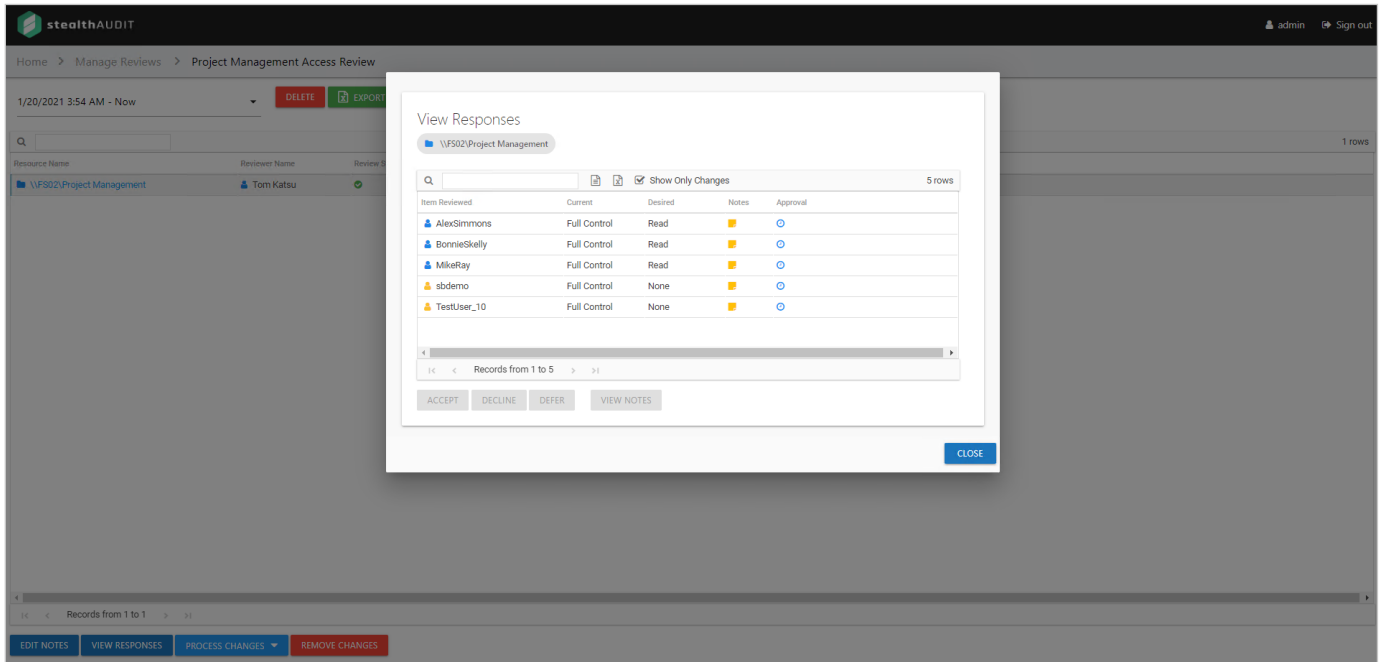 stealthAUDIT
admin Sign out
Home > Manage Reviews > Project Management Access Review
1/20/2021 3:54 AM - Now DELETE EXPORT
1 rows
Resource Name Reviewer Name Review S
\\FS02\Project Management Tom Katsu
View Responses
\\FS02\Project Management
Show Only Changes 5 rows
Item Reviewed Current Desired Notes Approval
AlexSimmons Full Control Read
BonnieSkelly Full Control Read
MikeRay Full Control Read
sbdemo Full Control None
TestUser_10 Full Control None
Records from 1 to 5
ACCEPT DECLINE DEFER VIEW NOTES
CLOSE
Records from 1 to 1
EDIT NOTES VIEW RESPONSES PROCESS CHANGES REMOVE CHANGES